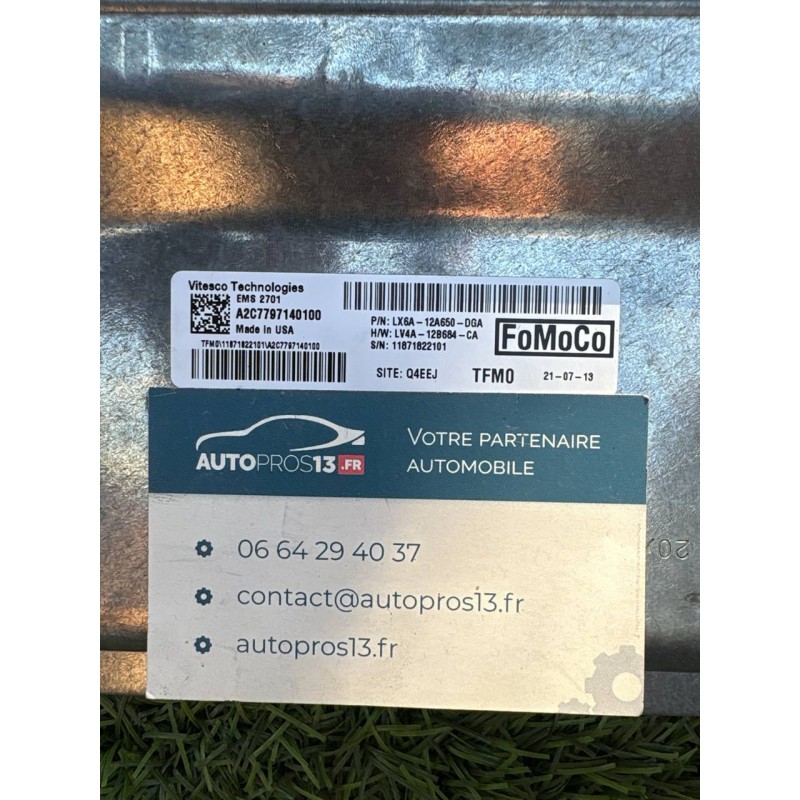 Vitesco Technologies
EMS 2701
A2C7797140100
Made in USA
TFM0\11871822101\A2C7797140100
P/N: LX6A-12A650-DGA
H/W: LV4A-12B684-CA
S/N: 11871822101
FoMoCo
SITE: Q4EEJ TFM0 21-07-13
AUTOPROS13.FR
VOTRE PARTENAIRE
AUTOMOBILE
06 64 29 40 37
contact@autopros13.fr
autopros13.fr